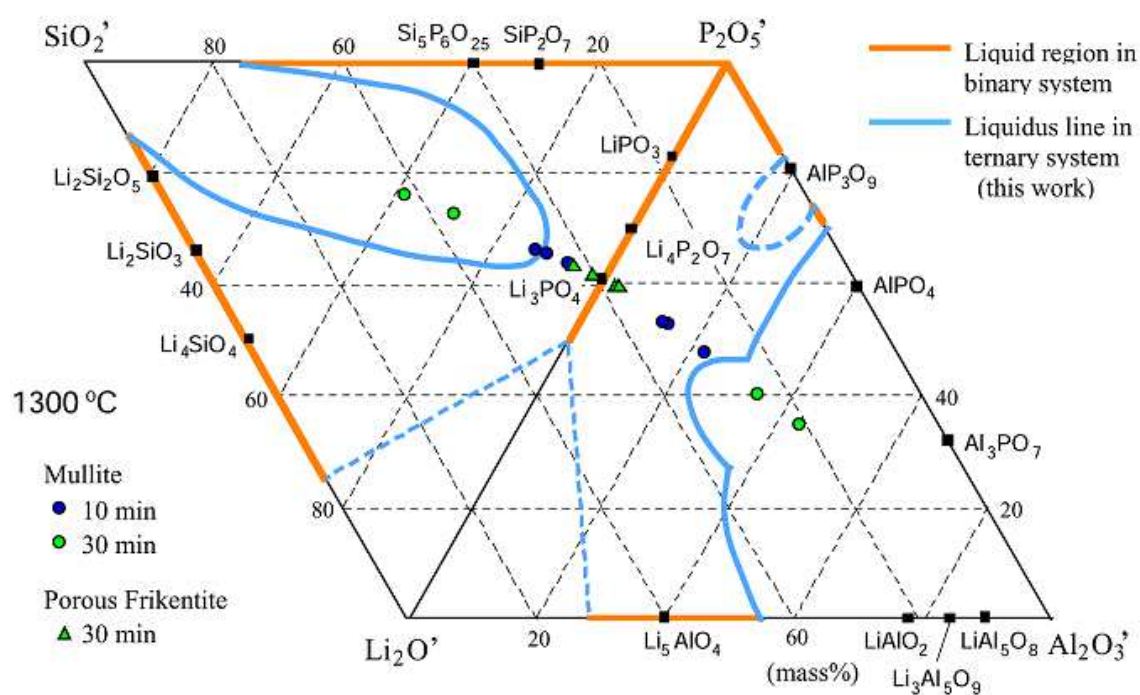 SiO₂’
80
60
Si₅P₆O₂₅
SiP₂O₇
20
P₂O₅’
Liquid region in
binary system
Liquidus line in
ternary system
(this work)
LiPO₃
AlP₃O₉
Li₂Si₂O₅
Li₂SiO₃
Li₄P₂O₇
40
Li₃PO₄
AlPO₄
Li₄SiO₄
1300 ºC
60
40
Al₃PO₇
Mullite
10 min
30 min
80
20
Porous Frikentite
30 min
Li₂O’
20
Li₅AlO₄
60
(mass%)
LiAlO₂
Li₃Al₅O₉
LiAl₅O₈
Al₂O₃’